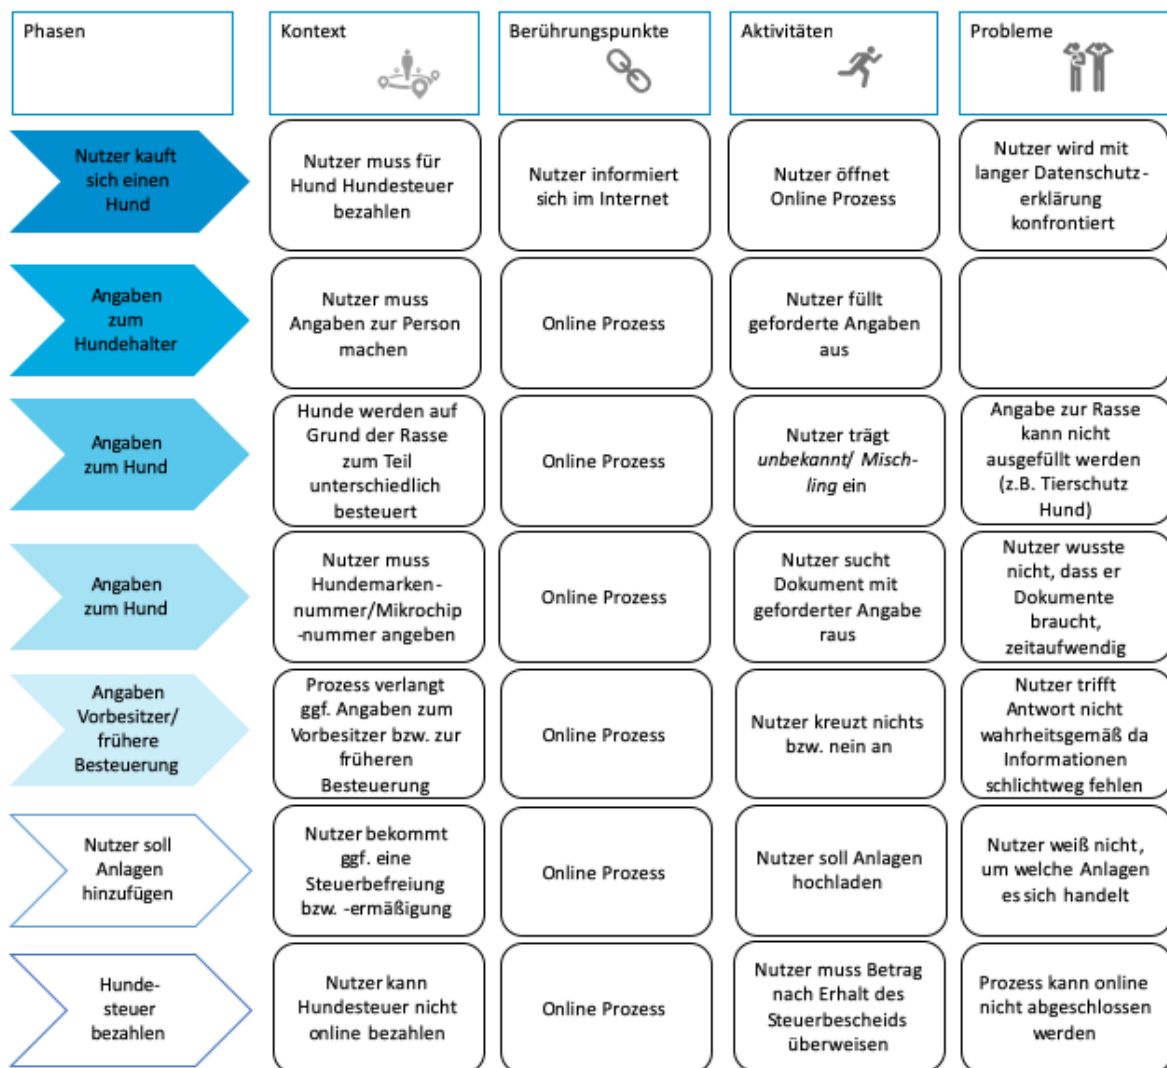 Phasen
Kontext
Berührungspunkte
Aktivitäten
Probleme
Nutzer kauft
sich einen
Hund
Nutzer muss für
Hund Hundesteuer
bezahlen
Nutzer informiert
sich im Internet
Nutzer öffnet
Online Prozess
Nutzer wird mit
langer Datenschutz-
erklärung
konfrontiert
Angaben
zum
Hundehalter
Nutzer muss
Angaben zur Person
machen
Online Prozess
Nutzer füllt
geforderte Angaben
aus
Angaben
zum Hund
Hunde werden auf
Grund der Rasse
zum Teil
unterschiedlich
besteuert
Online Prozess
Nutzer trägt
unbekannt/ Misch-
ling ein
Angabe zur Rasse
kann nicht
ausgefüllt werden
(z.B. Tierschutz
Hund)
Angaben
zum Hund
Nutzer muss
Hundemarken-
nummer/Mikrochip
-nummer angeben
Online Prozess
Nutzer sucht
Dokument mit
geforderter Angabe
raus
Nutzer wusste
nicht, dass er
Dokumente
braucht,
zeitaufwendig
Angaben
Vorbesitzer/
frühere
Besteuerung
Prozess verlangt
ggf. Angaben zum
Vorbesitzer bzw. zur
früheren
Besteuerung
Online Prozess
Nutzer kreuzt nichts
bzw. nein an
Nutzer trifft
Antwort nicht
wahrheitsgemäß da
Informationen
schlichtweg fehlen
Nutzer soll
Anlagen
hinzufügen
Nutzer bekommt
ggf. eine
Steuerbefreiung
bzw. -ermäßigung
Online Prozess
Nutzer soll Anlagen
hochladen
Nutzer weiß nicht,
um welche Anlagen
es sich handelt
Hunde-
steuer
bezahlen
Nutzer kann
Hundesteuer nicht
online bezahlen
Online Prozess
Nutzer muss Betrag
nach Erhalt des
Steuerbescheids
überweisen
Prozess kann online
nicht abgeschlossen
werden